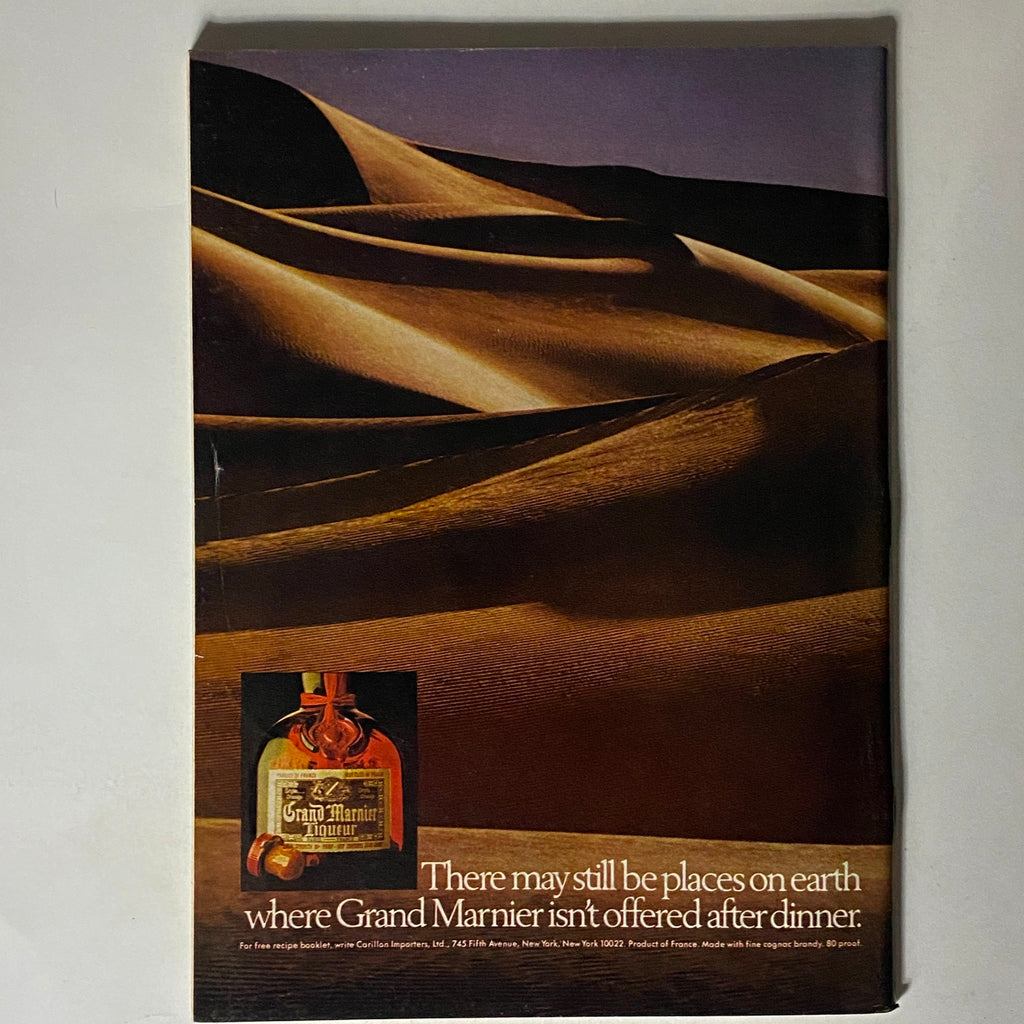 Grand Marnier
Liqueur
There may still be places on earth
where Grand Marnier isn't offered after dinner.
For free recipe booklet, write Carillon Importers, Ltd., 745 Fifth Avenue, New York, New York 10022. Product of France. Made with fine cognac brandy. 80 proof.